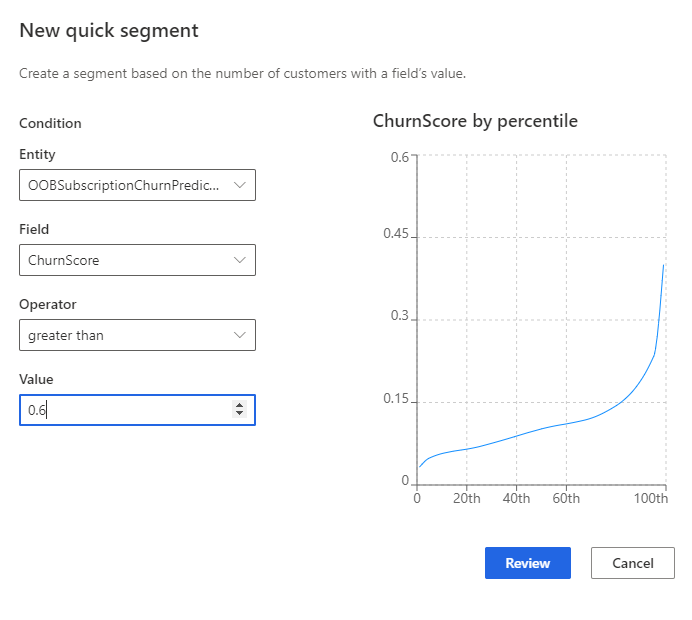 New quick segment
Create a segment based on the number of customers with a field’s value.
Condition
Entity
OOBSubscriptionChurnPredic...
Field
ChurnScore
Operator
greater than
Value
0.6
ChurnScore by percentile
0.6
0.45
0.3
0.15
0
0 20th 40th 60th 100th
Review Cancel